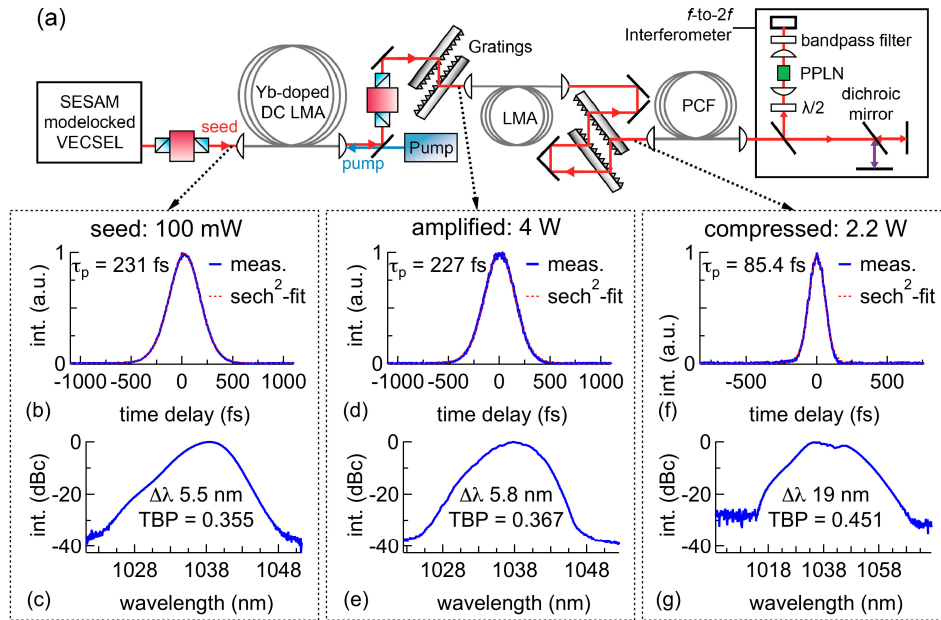 (a)
SESAM
modelocked
VECSEL
seed
Yb-doped
DC LMA
pump
Pump
Gratings
LMA
PCF
f-to-2f
Interferometer
bandpass filter
PPLN
λ/2
dichroic
mirror
seed: 100 mW
τp = 231 fs
meas.
sech²-fit
int. (a.u.)
1
0
-1000 -500 0 500 1000
(b) time delay (fs)
int. (dBc)
0
-20
-40
Δλ 5.5 nm
TBP = 0.355
1028 1038 1048
(c) wavelength (nm)
amplified: 4 W
τp = 227 fs
meas.
sech²-fit
int. (a.u.)
1
0
-1000 -500 0 500 1000
(d) time delay (fs)
int. (dBc)
0
-20
-40
Δλ 5.8 nm
TBP = 0.367
1028 1038 1048
(e) wavelength (nm)
compressed: 2.2 W
τp = 85.4 fs
meas.
sech²-fit
int. (a.u.)
1
0
-500 0 500
(f) time delay (fs)
int. (dBc)
0
-20
-40
Δλ 19 nm
TBP = 0.451
1018 1038 1058
(g) wavelength (nm)